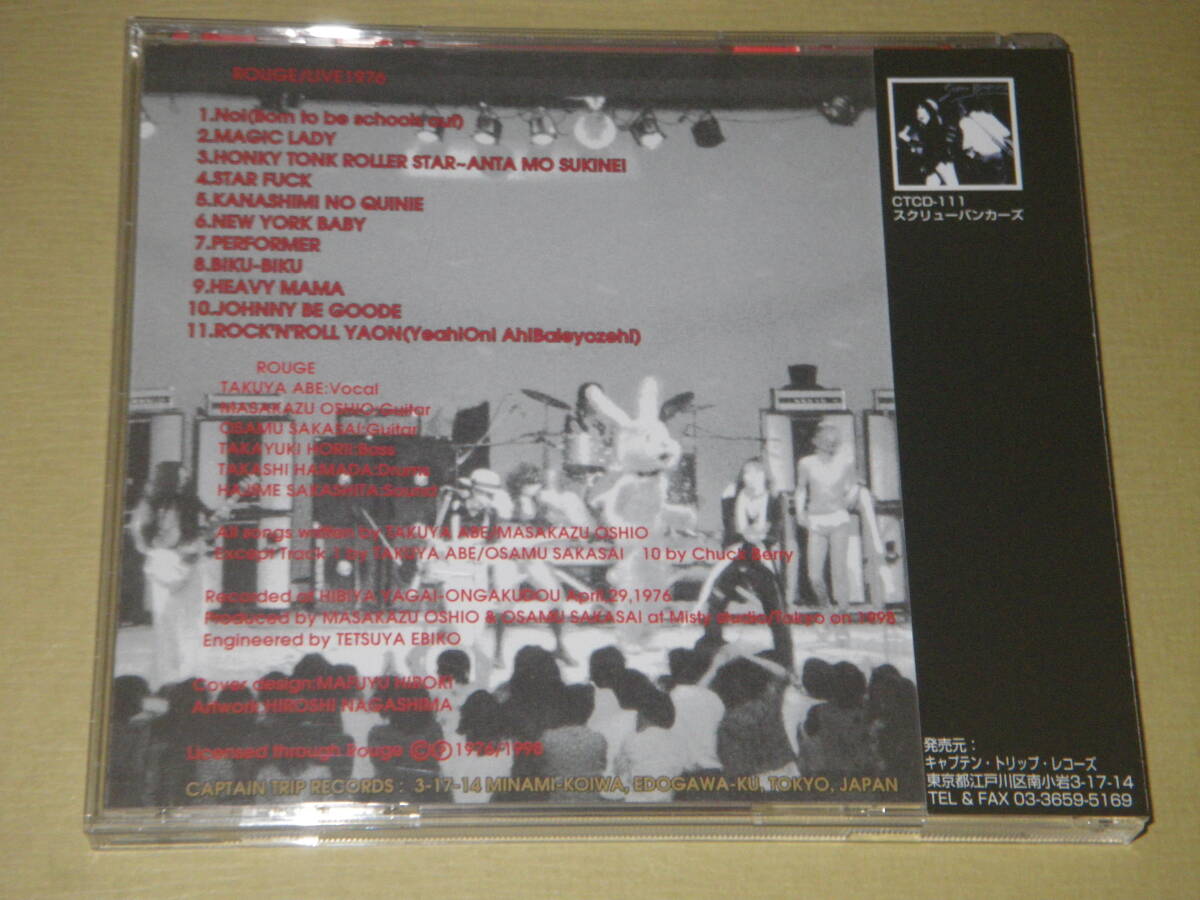 ROUGE/LIVE1976
1.No!(Born to be schools out)
2.MAGIC LADY
3.HONKY TONK ROLLER STAR~ANTA MO SUKINEI
4.STAR FUCK
5.KANASHIMI NO QUINIE
6.NEW YORK BABY
7.PERFORMER
8.BIKU-BIKU
9.HEAVY MAMA
10.JOHNNY BE GOODE
11.ROCK'N'ROLL YAON(Yeah!On! Ah!Baleyozeh!)
ROUGE
TAKUYA ABE:Vocal
MASAKAZU OSHIO:Guitar
OSAMU SAKASAI:Guitar
TAKAYUKI HORII:Bass
TAKASHI HAMADA:Drums
HAJIME SAKASHITA:Sound
All songs written by TAKUYA ABE/MASAKAZU OSHIO
Except Track 1 by TAKUYA ABE/OSAMU SAKASAI 10 by Chuck Berry
Recorded at HIBIYA YAGAI-ONGAKUDOU April,29,1976
Produced by MASAKAZU OSHIO & OSAMU SAKASAI at Misty studio/Tokyo on 1998
Engineered by TETSUYA EBIKO
Cover design:MAFUYU HIROKI
Artwork HIROSHI NAGASHIMA
Licensed through Rouge ©℗1976/1998
CAPTAIN TRIP RECORDS : 3-17-14 MINAMI-KOIWA, EDOGAWA-KU, TOKYO, JAPAN
CTCD-111
スクリューバンカーズ
発売元：
キャプテン・トリップ・レコーズ
東京都江戸川区南小岩3-17-14
TEL & FAX 03-3659-5169